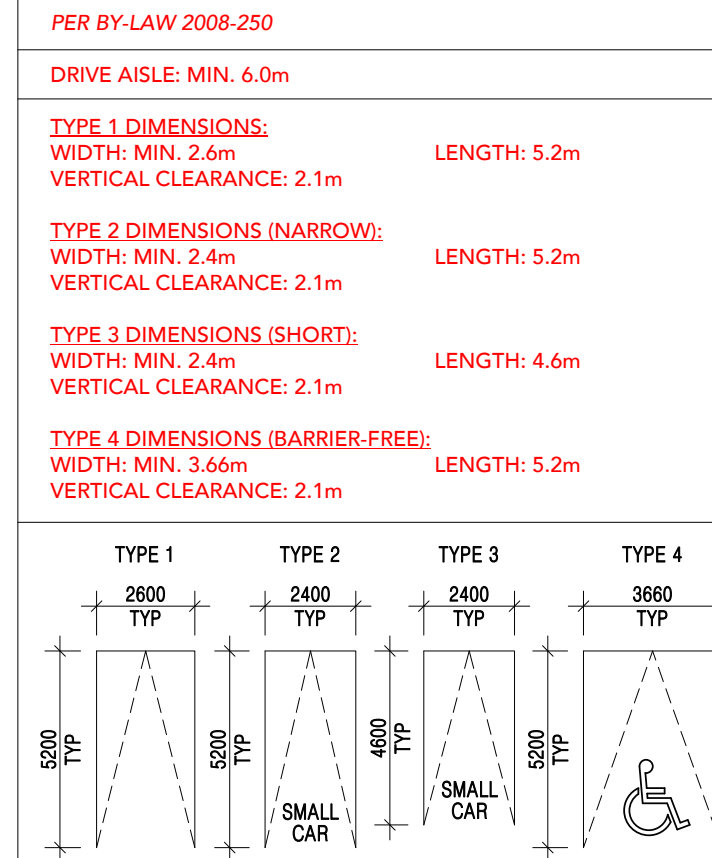 PER BY-LAW 2008-250
DRIVE AISLE: MIN. 6.0m
TYPE 1 DIMENSIONS:
WIDTH: MIN. 2.6m LENGTH: 5.2m
VERTICAL CLEARANCE: 2.1m
TYPE 2 DIMENSIONS (NARROW):
WIDTH: MIN. 2.4m LENGTH: 5.2m
VERTICAL CLEARANCE: 2.1m
TYPE 3 DIMENSIONS (SHORT):
WIDTH: MIN. 2.4m LENGTH: 4.6m
VERTICAL CLEARANCE: 2.1m
TYPE 4 DIMENSIONS (BARRIER-FREE):
WIDTH: MIN. 3.66m LENGTH: 5.2m
VERTICAL CLEARANCE: 2.1m
TYPE 1 TYPE 2 TYPE 3 TYPE 4
2600 2400 2400 3660
TYP TYP TYP TYP
5200 5200 4600 5200
TYP TYP TYP TYP
SMALL
CAR
SMALL
CAR